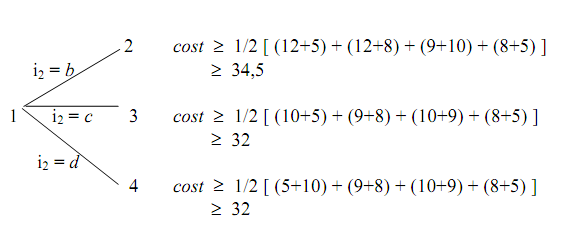 2 cost ≥ 1/2 [ (12+5) + (12+8) + (9+10) + (8+5) ]
i₂ = b ≥ 34,5
1 i₂ = c 3 cost ≥ 1/2 [ (10+5) + (9+8) + (10+9) + (8+5) ]
≥ 32
i₂ = d
4 cost ≥ 1/2 [ (5+10) + (9+8) + (10+9) + (8+5) ]
≥ 32